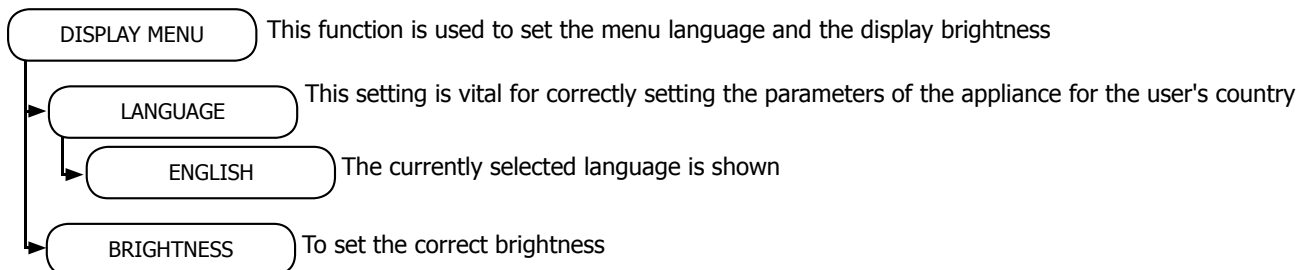 DISPLAY MENU This function is used to set the menu language and the display brightness
LANGUAGE This setting is vital for correctly setting the parameters of the appliance for the user's country
ENGLISH The currently selected language is shown
BRIGHTNESS To set the correct brightness